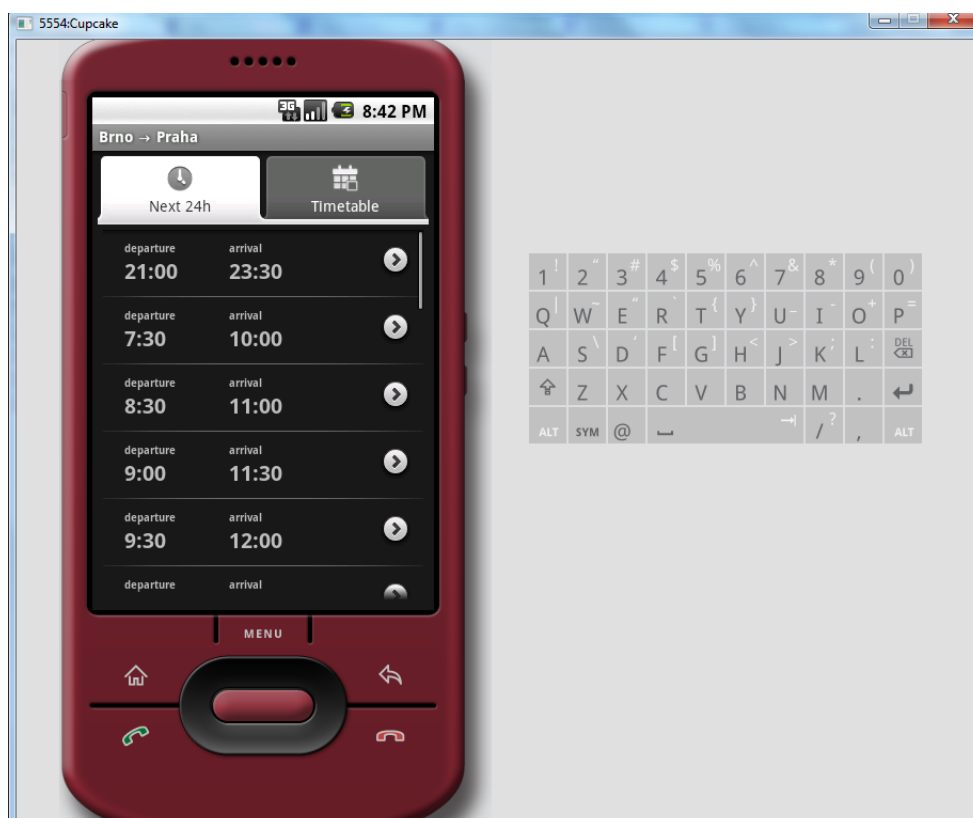 5554:Cupcake
3G 8:42 PM
Brno → Praha
Next 24h Timetable
departure arrival
21:00 23:30
departure arrival
7:30 10:00
departure arrival
8:30 11:00
departure arrival
9:00 11:30
departure arrival
9:30 12:00
departure arrival
MENU
1 ! 2 “ 3 # 4 $ 5 % 6 ^ 7 & 8 * 9 ( 0 )
Q | W ~ E “ R ` T { Y } U - I - O + P =
A S \ D ´ F [ G ] H < J > K ; L : DEL
Z X C V B N M .
ALT SYM @ / ? , ALT